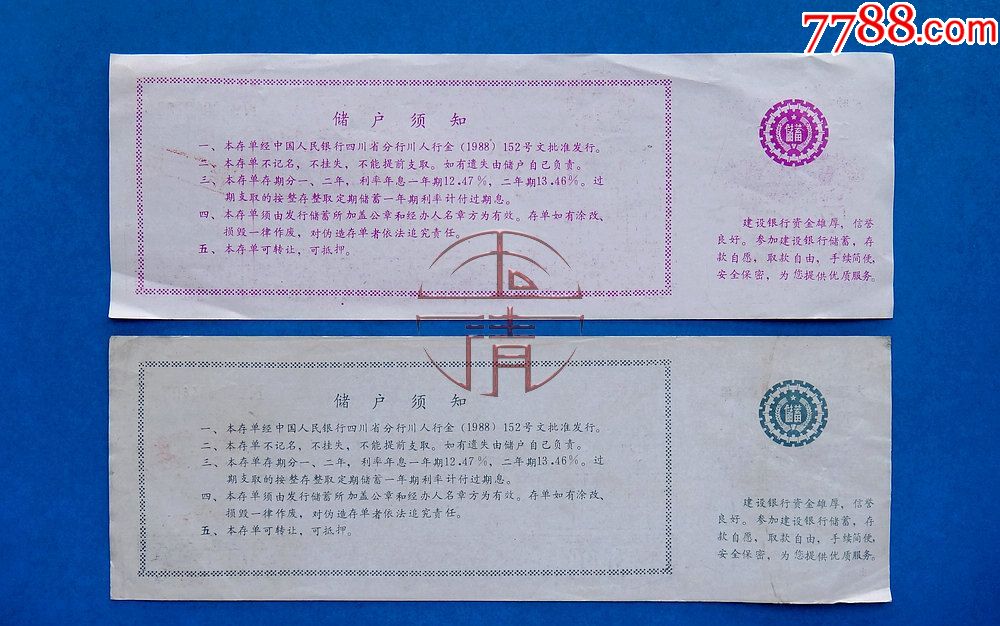 7788.com
储户须知
一、本存单经中国人民银行四川省分行川人行金(1988)152号文批准发行。
二、本存单不记名，不挂失，不能提前支取。如有遗失由储户自己负责。
三、本存单存期分一、二年，利率年息一年期12.47%，二年期13.46%。过
期支取的按整存整取定期储蓄一年期利率计付过期息。
四、本存单须由发行储蓄所加盖公章和经办人名章方为有效。存单如有涂改、
损毁一律作废，对伪造存单者依法追究责任。
五、本存单可转让，可抵押。
儲蓄
建设银行资金雄厚，信誉
良好。参加建设银行储蓄，存
款自愿，取款自由，手续简便，
安全保密，为您提供优质服务。
储户须知
一、本存单经中国人民银行四川省分行川人行金(1988)152号文批准发行。
二、本存单不记名，不挂失，不能提前支取。如有遗失由储户自己负责。
三、本存单存期分一、二年，利率年息一年期12.47%，二年期13.46%。过
期支取的按整存整取定期储蓄一年期利率计付过期息。
四、本存单须由发行储蓄所加盖公章和经办人名章方为有效。存单如有涂改、
损毁一律作废，对伪造存单者依法追究责任。
五、本存单可转让，可抵押。
儲蓄
建设银行资金雄厚，信誉
良好。参加建设银行储蓄，存
款自愿，取款自由，手续简便，
安全保密，为您提供优质服务。